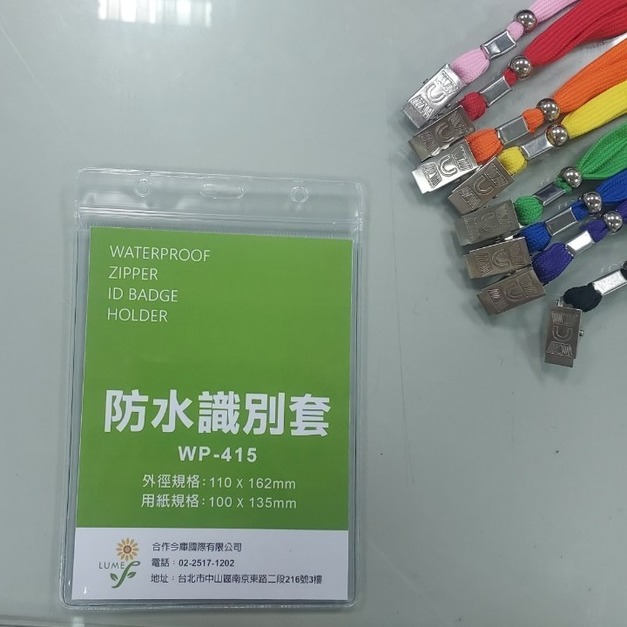 WATERPROOF
ZIPPER
ID BADGE
HOLDER
防水識別套
WP-415
外徑規格:110 X 162mm
用紙規格:100 X 135mm
LUME
合作今庫國際有限公司
電話：02-2517-1202
地址：台北市中山區南京東路二段216號3樓